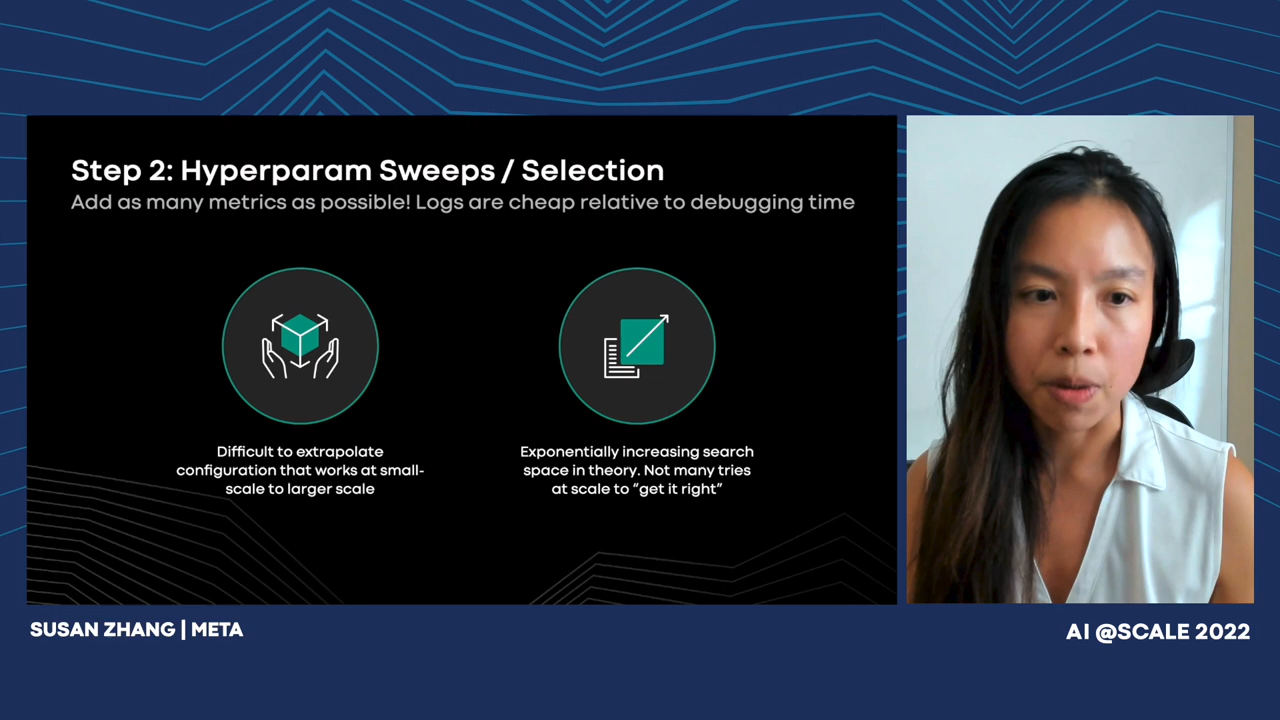 Step 2: Hyperparam Sweeps / Selection
Add as many metrics as possible! Logs are cheap relative to debugging time
Difficult to extrapolate
configuration that works at small-
scale to larger scale
Exponentially increasing search
space in theory. Not many tries
at scale to “get it right”
SUSAN ZHANG | META
AI @SCALE 2022